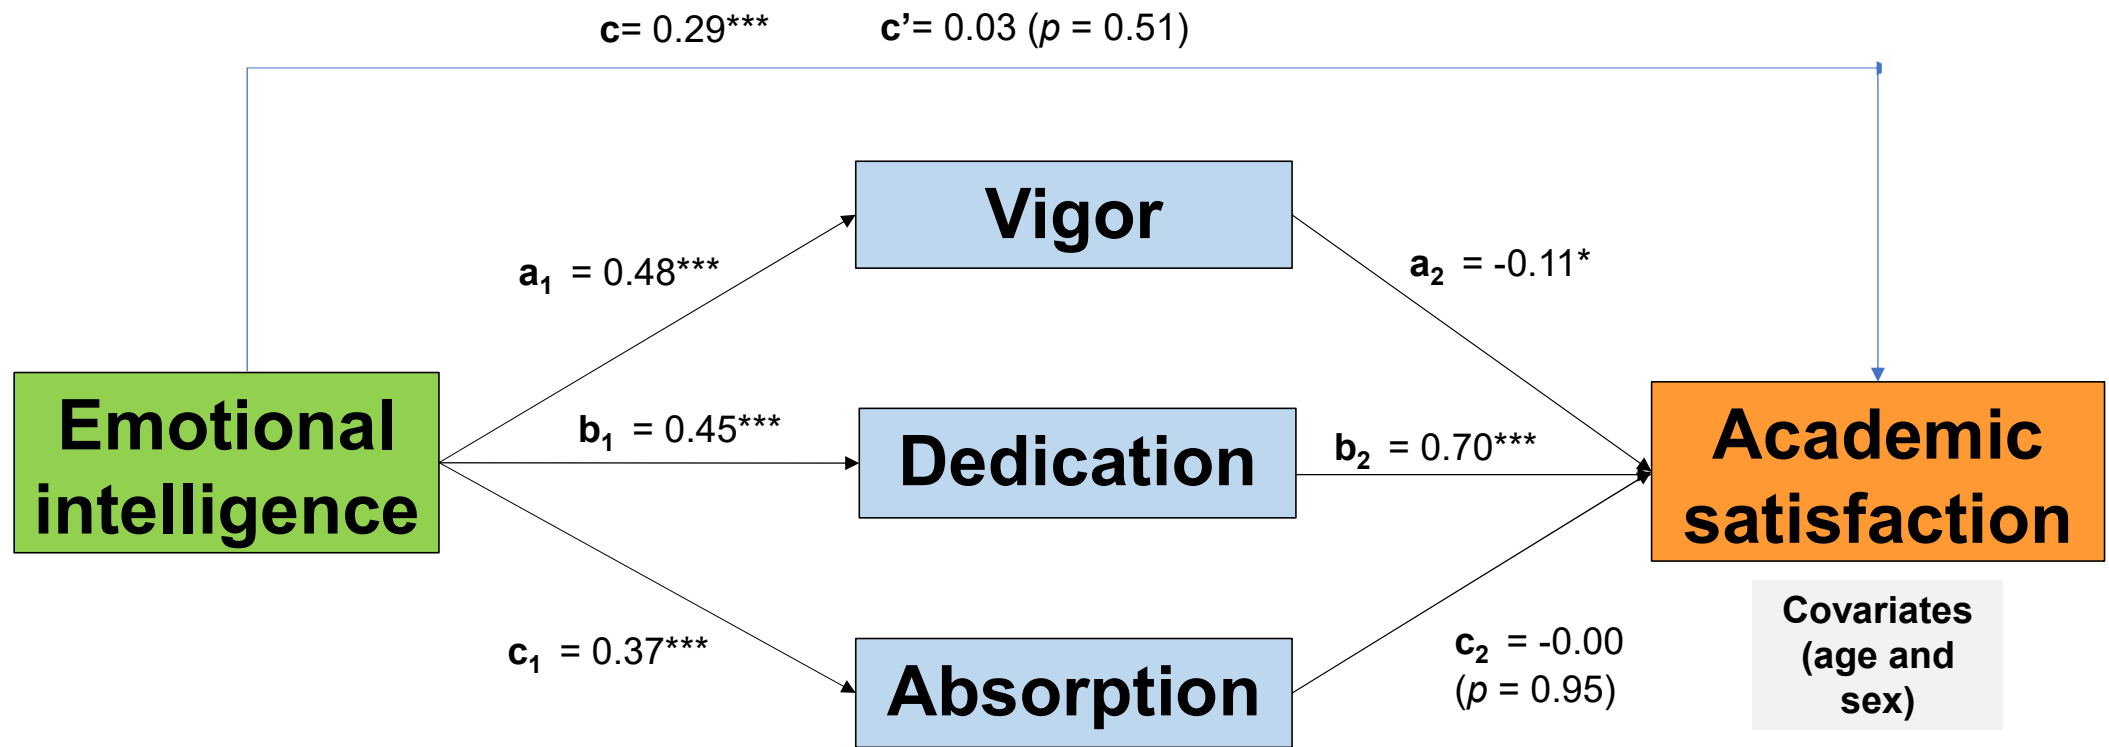 c= 0.29***
c’= 0.03 (p = 0.51)
Vigor
a₁ = 0.48***
a₂ = -0.11*
Emotional
intelligence
b₁ = 0.45***
Dedication
b₂ = 0.70***
Academic
satisfaction
c₁ = 0.37***
Absorption
c₂ = -0.00
(p = 0.95)
Covariates
(age and
sex)